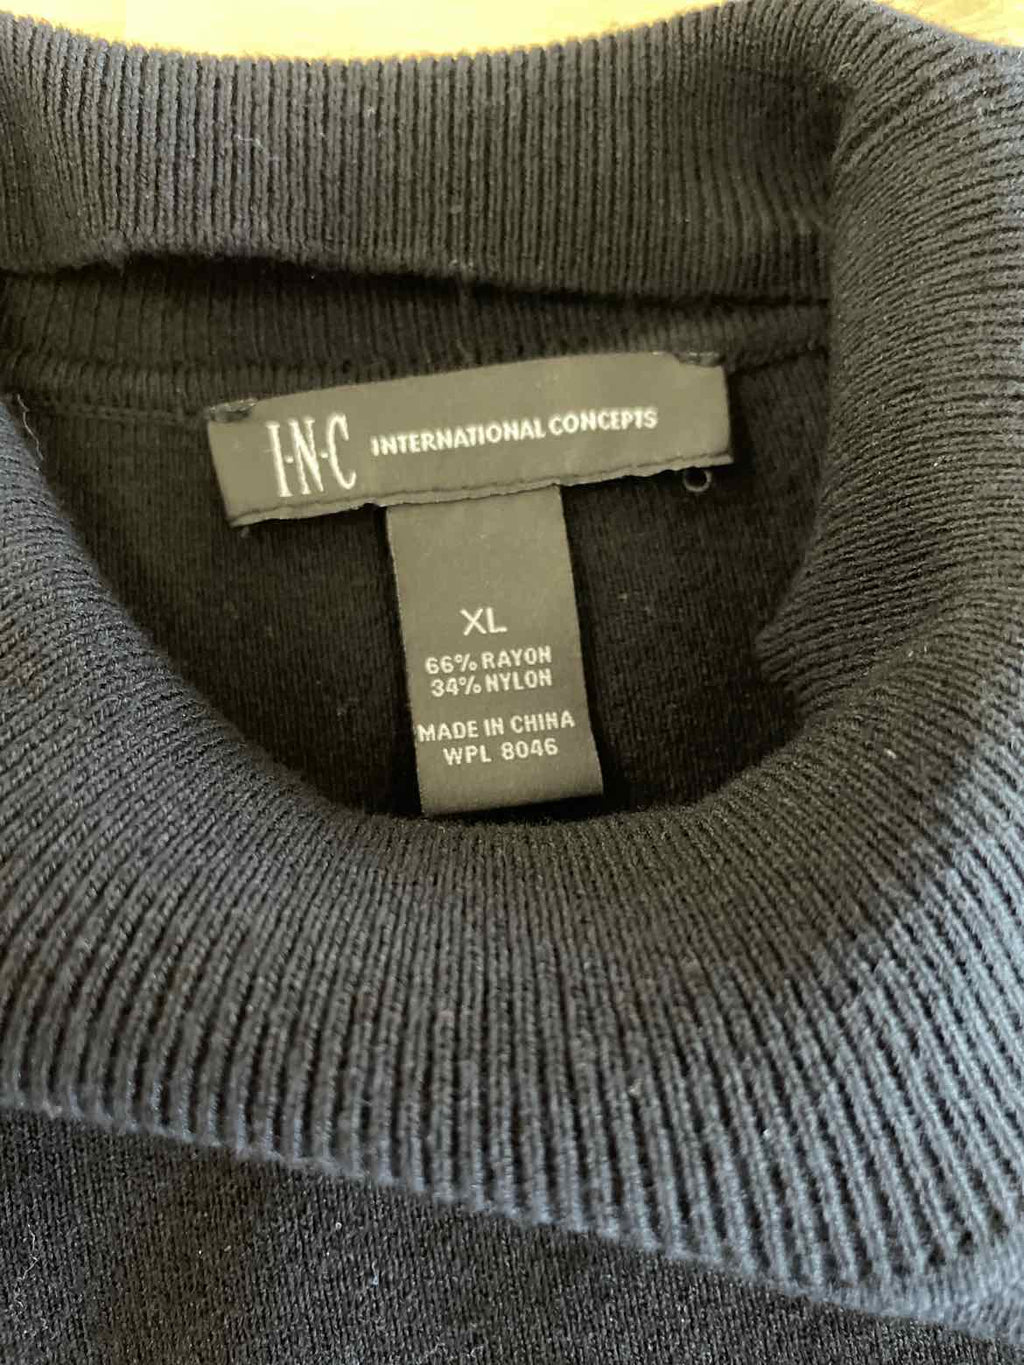 I·N·C INTERNATIONAL CONCEPTS
XL
66% RAYON
34% NYLON
MADE IN CHINA
WPL 8046